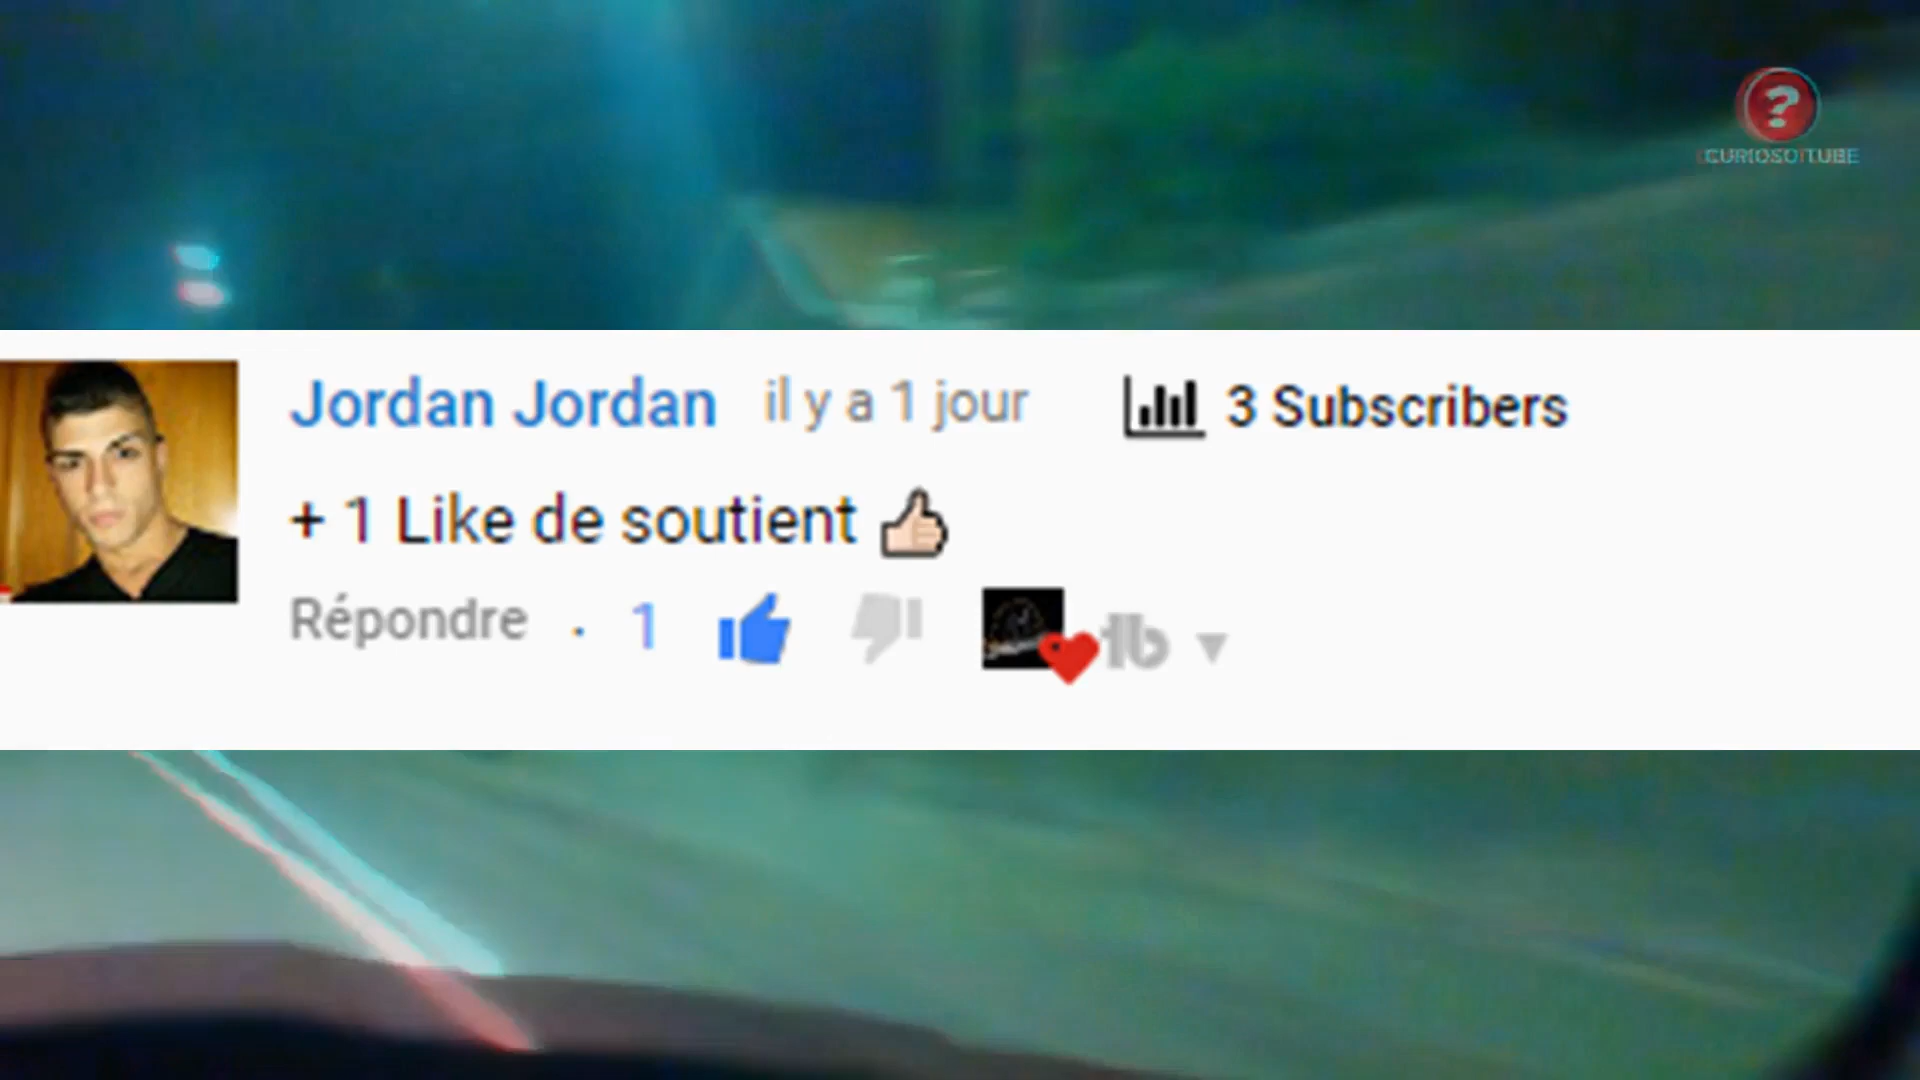 CURIOSOTUBE
Jordan Jordan il y a 1 jour 3 Subscribers
+ 1 Like de soutient 👍🏻
Répondre · 1